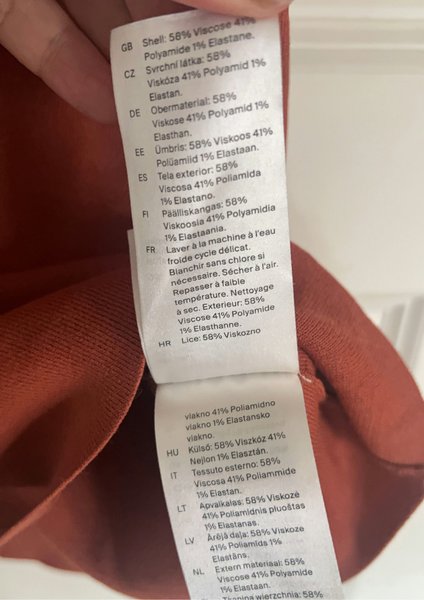 GB Shell: 58% Viscose 41%
Polyamide 1% Elastane.
CZ Svrchní látka: 58%
Viskóza 41% Polyamid 1%
Elastan.
DE Obermaterial: 58%
Viskose 41% Polyamid 1%
Elasthan.
EE Ümbris: 58% Viskoos 41%
Polüamiid 1% Elastaan.
ES Tela exterior: 58%
Viscosa 41% Poliamida
1% Elastano.
FI Päälliskangas: 58%
Viskoosia 41% Polyamidia
1% Elastaania.
FR Laver à la machine à l'eau
froide cycle délicat.
Blanchir sans chlore si
nécessaire. Sécher à l'air.
Repasser à faible
température. Nettoyage
à sec. Exterieur: 58%
Viscose 41% Polyamide
1% Elasthanne.
HR Lice: 58% Viskozno
vlakno 41% Poliamidno
vlakno 1% Elastansko
vlakno.
HU Külső: 58% Viszkóz 41%
Nejlon 1% Elasztán.
IT Tessuto esterno: 58%
Viscosa 41% Poliammide
1% Elastan.
LT Apvalkalas: 58% Viskozė
41% Poliamidnis pluoštas
1% Elastanas.
LV Ārējā daļa: 58% Viskoze
41% Poliamīds 1%
Elastāns.
NL Extern materiaal: 58%
Viscose 41% Polyamide
1% Elastaan.
Tkanina wierzchnia: 58%